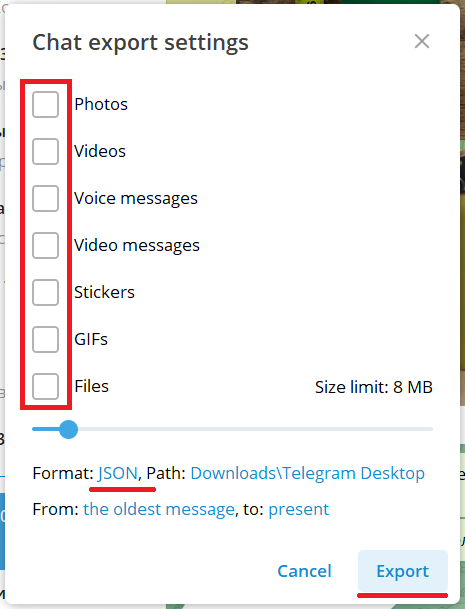 Chat export settings
Photos
Videos
Voice messages
Video messages
Stickers
GIFs
Files
Size limit: 8 MB
Format: JSON, Path: Downloads\Telegram Desktop
From: the oldest message, to: present
Cancel
Export